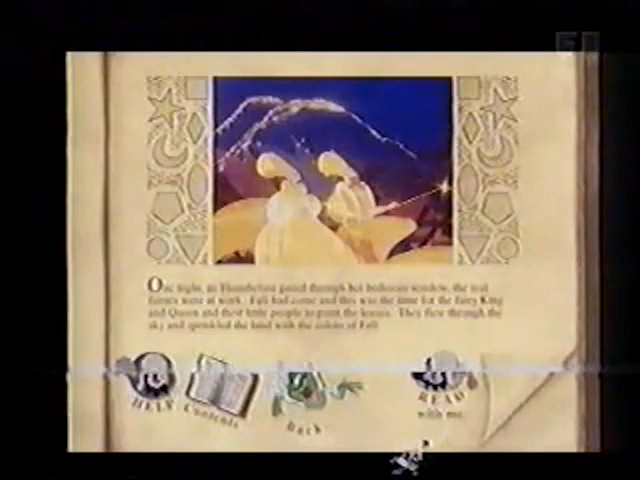 One night, as Thumbelina gazed through her bedroom window, the real
fairies were at work. Fall had come and this was the time for the fairy King
and Queen and their little people to paint the leaves. They flew through the
sky and sprinkled the land with the colors of Fall.
HELP
Contents
Back
READ
with me